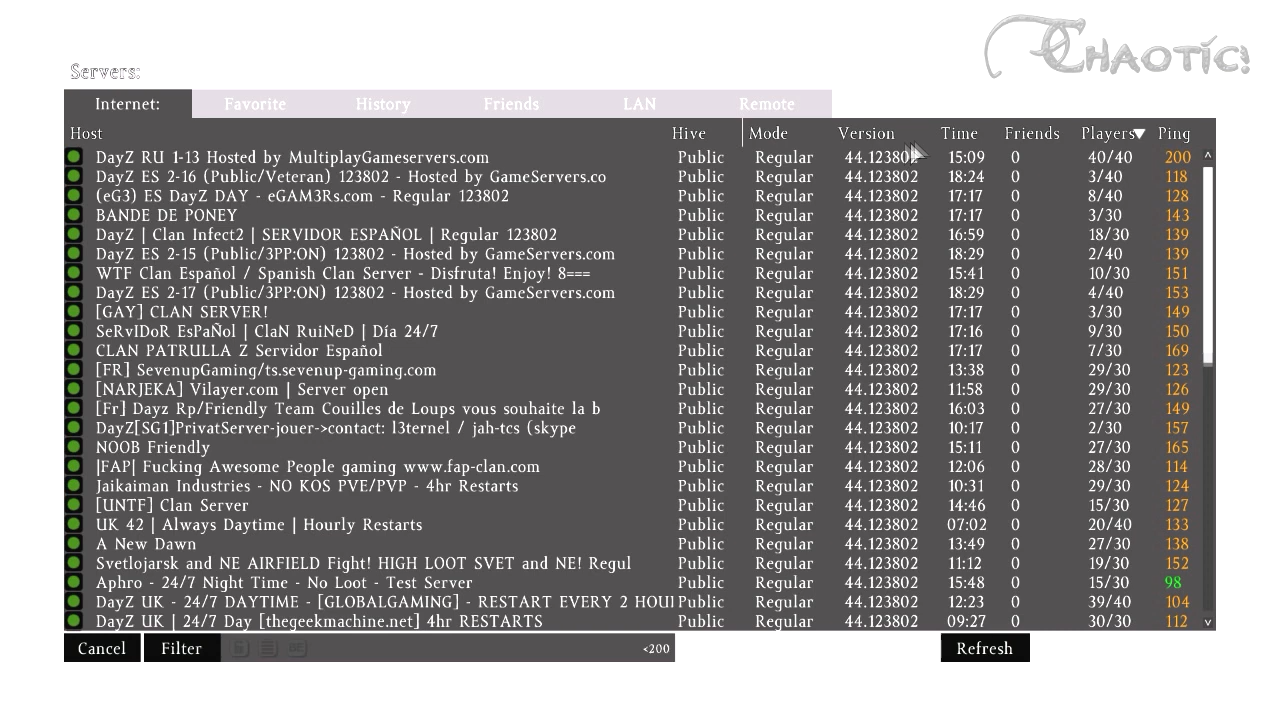 Chaotic!
Servers:
Internet: Favorite History Friends LAN Remote
Host Hive Mode Version Time Friends Players Ping
DayZ RU 1-13 Hosted by MultiplayGameservers.com Public Regular 44.123802 15:09 0 40/40 200
DayZ ES 2-16 (Public/Veteran) 123802 - Hosted by GameServers.co Public Regular 44.123802 18:24 0 3/40 118
(eG3) ES DayZ DAY - eGAM3Rs.com - Regular 123802 Public Regular 44.123802 17:17 0 8/40 128
BANDE DE PONEY Public Regular 44.123802 17:17 0 3/30 143
DayZ | Clan Infect2 | SERVIDOR ESPAÑOL | Regular 123802 Public Regular 44.123802 16:59 0 18/30 139
DayZ ES 2-15 (Public/3PP:ON) 123802 - Hosted by GameServers.com Public Regular 44.123802 18:29 0 2/40 139
WTF Clan Español / Spanish Clan Server - Disfruta! Enjoy! 8=== Public Regular 44.123802 15:41 0 10/30 151
DayZ ES 2-17 (Public/3PP:ON) 123802 - Hosted by GameServers.com Public Regular 44.123802 18:29 0 4/40 153
[GAY] CLAN SERVER! Public Regular 44.123802 17:17 0 3/30 149
SeRvIDoR EsPaÑol | ClaN RuiNeD | Día 24/7 Public Regular 44.123802 17:16 0 9/30 150
CLAN PATRULLA Z Servidor Español Public Regular 44.123802 17:17 0 7/30 169
[FR] SevenupGaming/ts.sevenup-gaming.com Public Regular 44.123802 13:38 0 29/30 123
[NARJEKA] Vilayer.com | Server open Public Regular 44.123802 11:58 0 29/30 126
[Fr] Dayz Rp/Friendly Team Couilles de Loups vous souhaite la b Public Regular 44.123802 16:03 0 27/30 149
DayZ[SG1]PrivatServer-jouer->contact: l3ternel / jah-tcs (skype Public Regular 44.123802 10:17 0 2/30 157
NOOB Friendly Public Regular 44.123802 15:11 0 27/30 165
|FAP| Fucking Awesome People gaming www.fap-clan.com Public Regular 44.123802 12:06 0 28/30 114
Jaikaiman Industries - NO KOS PVE/PVP - 4hr Restarts Public Regular 44.123802 10:31 0 29/30 124
[UNTF] Clan Server Public Regular 44.123802 14:46 0 15/30 127
UK 42 | Always Daytime | Hourly Restarts Public Regular 44.123802 07:02 0 20/40 133
A New Dawn Public Regular 44.123802 13:49 0 27/30 138
Svetlojarsk and NE AIRFIELD Fight! HIGH LOOT SVET and NE! Regul Public Regular 44.123802 11:12 0 19/30 152
Aphro - 24/7 Night Time - No Loot - Test Server Public Regular 44.123802 15:48 0 15/30 98
DayZ UK - 24/7 DAYTIME - [GLOBALGAMING] - RESTART EVERY 2 HOU Public Regular 44.123802 12:23 0 39/40 104
DayZ UK | 24/7 Day [thegeekmachine.net] 4hr RESTARTS Public Regular 44.123802 09:27 0 30/30 112
Cancel Filter <200 Refresh